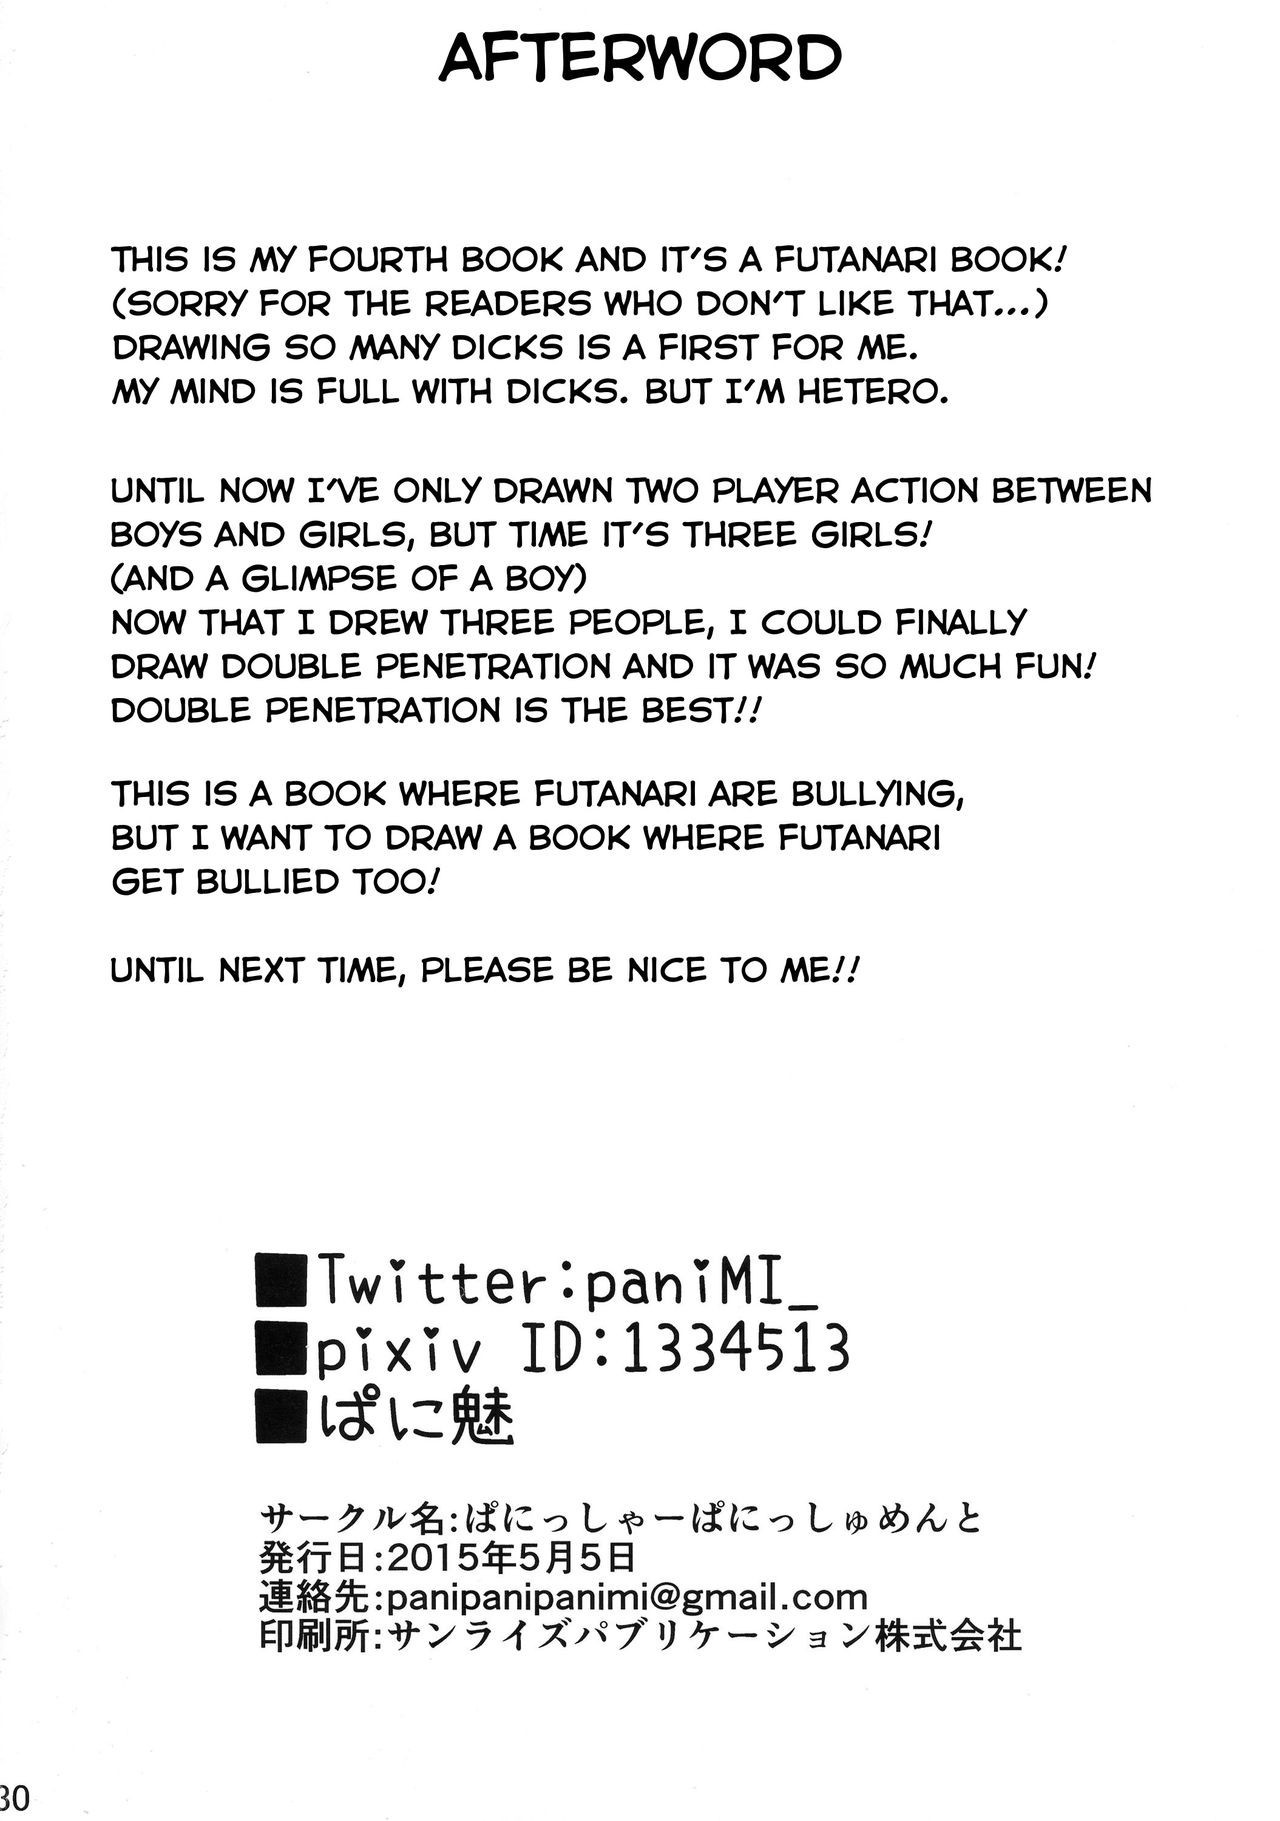 AFTERWORD
THIS IS MY FOURTH BOOK AND IT'S A FUTANARI BOOK!
(SORRY FOR THE READERS WHO DON'T LIKE THAT...)
DRAWING SO MANY DICKS IS A FIRST FOR ME.
MY MIND IS FULL WITH DICKS. BUT I'M HETERO.
UNTIL NOW I'VE ONLY DRAWN TWO PLAYER ACTION BETWEEN
BOYS AND GIRLS, BUT TIME IT'S THREE GIRLS!
(AND A GLIMPSE OF A BOY)
NOW THAT I DREW THREE PEOPLE, I COULD FINALLY
DRAW DOUBLE PENETRATION AND IT WAS SO MUCH FUN!
DOUBLE PENETRATION IS THE BEST!!
THIS IS A BOOK WHERE FUTANARI ARE BULLYING,
BUT I WANT TO DRAW A BOOK WHERE FUTANARI
GET BULLIED TOO!
UNTIL NEXT TIME, PLEASE BE NICE TO ME!!
■Twitter:paniMI_
■pixiv ID:1334513
■ぱに魅
サークル名:ぱにっしゃーぱにっしゅめんと
発行日:2015年5月5日
連絡先:panipanipanimi@gmail.com
印刷所:サンライズパブリケーション株式会社
30